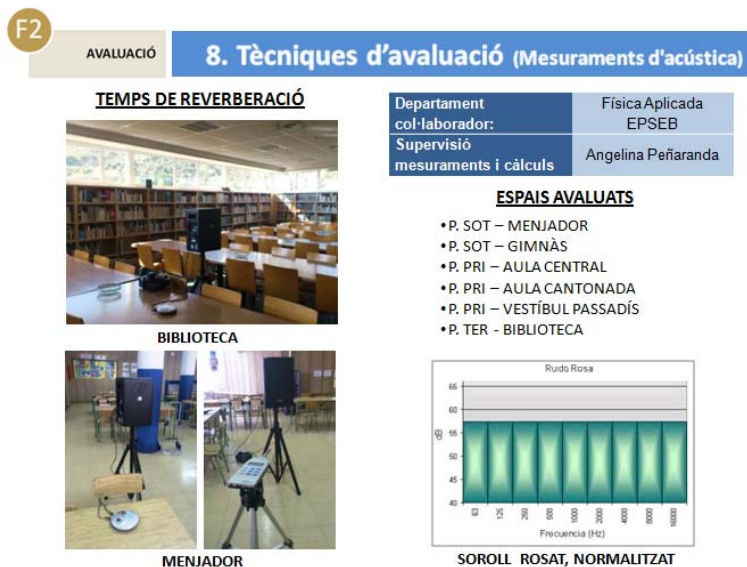 F2
AVALUACIÓ
8. Tècniques d'avaluació (Mesuraments d'acústica)
TEMPS DE REVERBERACIÓ
BIBLIOTECA
MENJADOR
Departament
col·laborador:
Física Aplicada
EPSEB
Supervisió
mesuraments i càlculs
Angelina Peñaranda
ESPAIS AVALUATS
•P. SOT – MENJADOR
•P. SOT – GIMNÀS
•P. PRI – AULA CENTRAL
•P. PRI – AULA CANTONADA
•P. PRI – VESTÍBUL PASSADÍS
•P. TER - BIBLIOTECA
Ruido Rosa
65
60
55
50
45
40
dB
63 125 250 500 1000 2000 4000 8000 16000
Frecuencia (Hz)
SOROLL ROSAT, NORMALITZAT